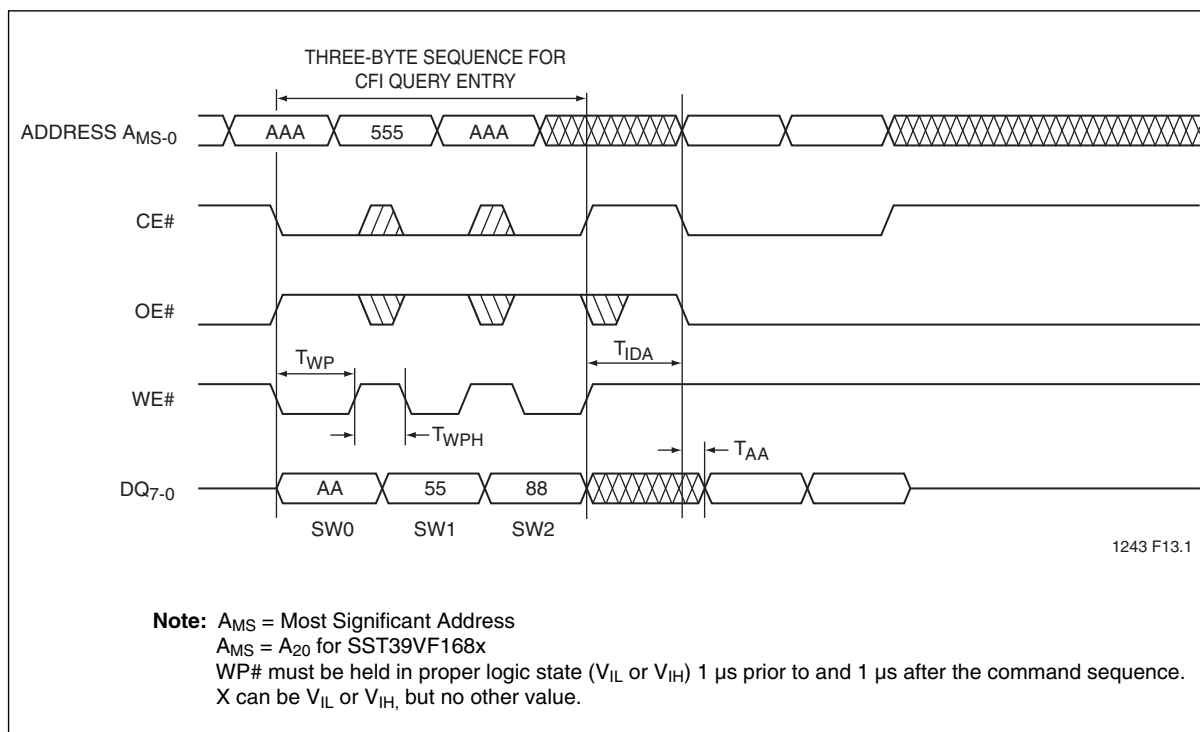 THREE-BYTE SEQUENCE FOR
CFI QUERY ENTRY
ADDRESS AMS-0
AAA 555 AAA
CE#
OE#
TWP
TIDA
WE#
TWPH
TAA
DQ7-0
AA 55 88
SW0 SW1 SW2
1243 F13.1
Note: AMS = Most Significant Address
AMS = A20 for SST39VF168x
WP# must be held in proper logic state (VIL or VIH) 1 µs prior to and 1 µs after the command sequence.
X can be VIL or VIH, but no other value.